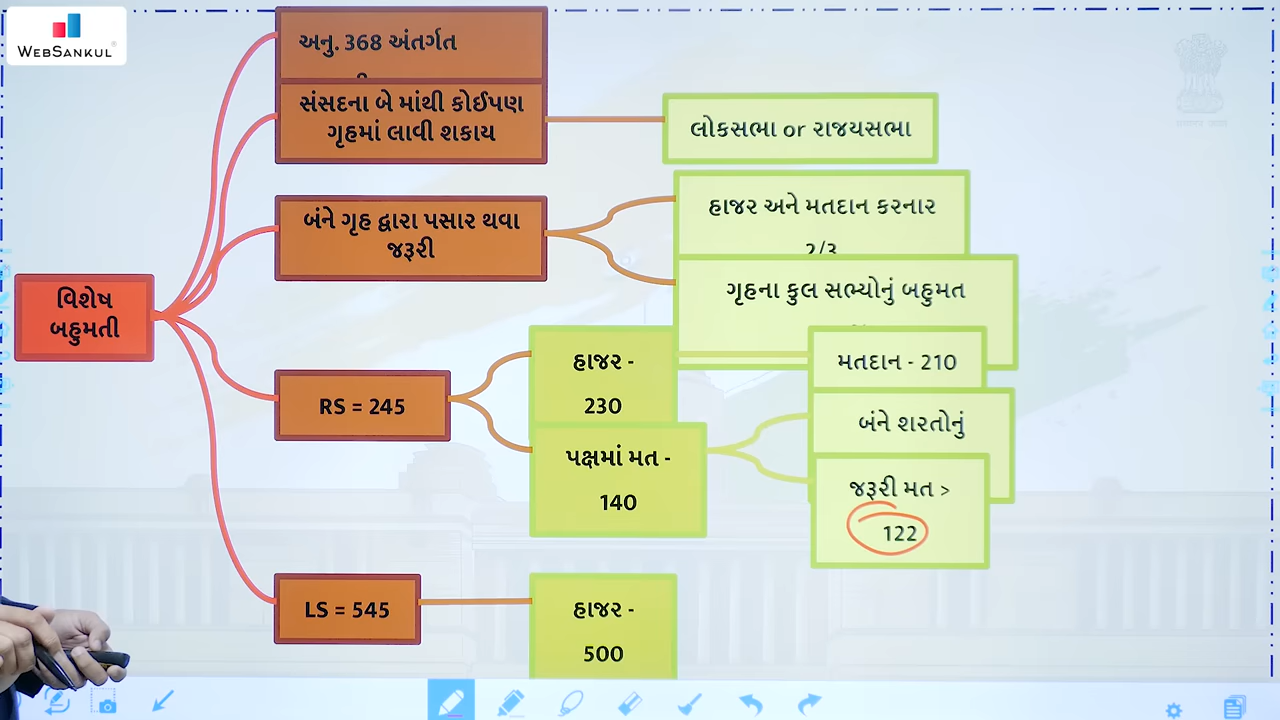 WEBSANKUL
અનુ. 368 અંતર્ગત
સંસદના બે માંથી કોઈપણ
ગૃહમાં લાવી શકાય
લોકસભા or રાજયસભા
બંને ગૃહ દ્વારા પસાર થવા
જરૂરી
હાજર અને મતદાન કરનાર
2/3
ગૃહના કુલ સભ્યોનું બહુમત
વિશેષ
બહુમતી
RS = 245
હાજર -
230
મતદાન - 210
પક્ષમાં મત -
140
બંને શરતોનું
જરૂરી મત >
122
LS = 545
હાજર -
500